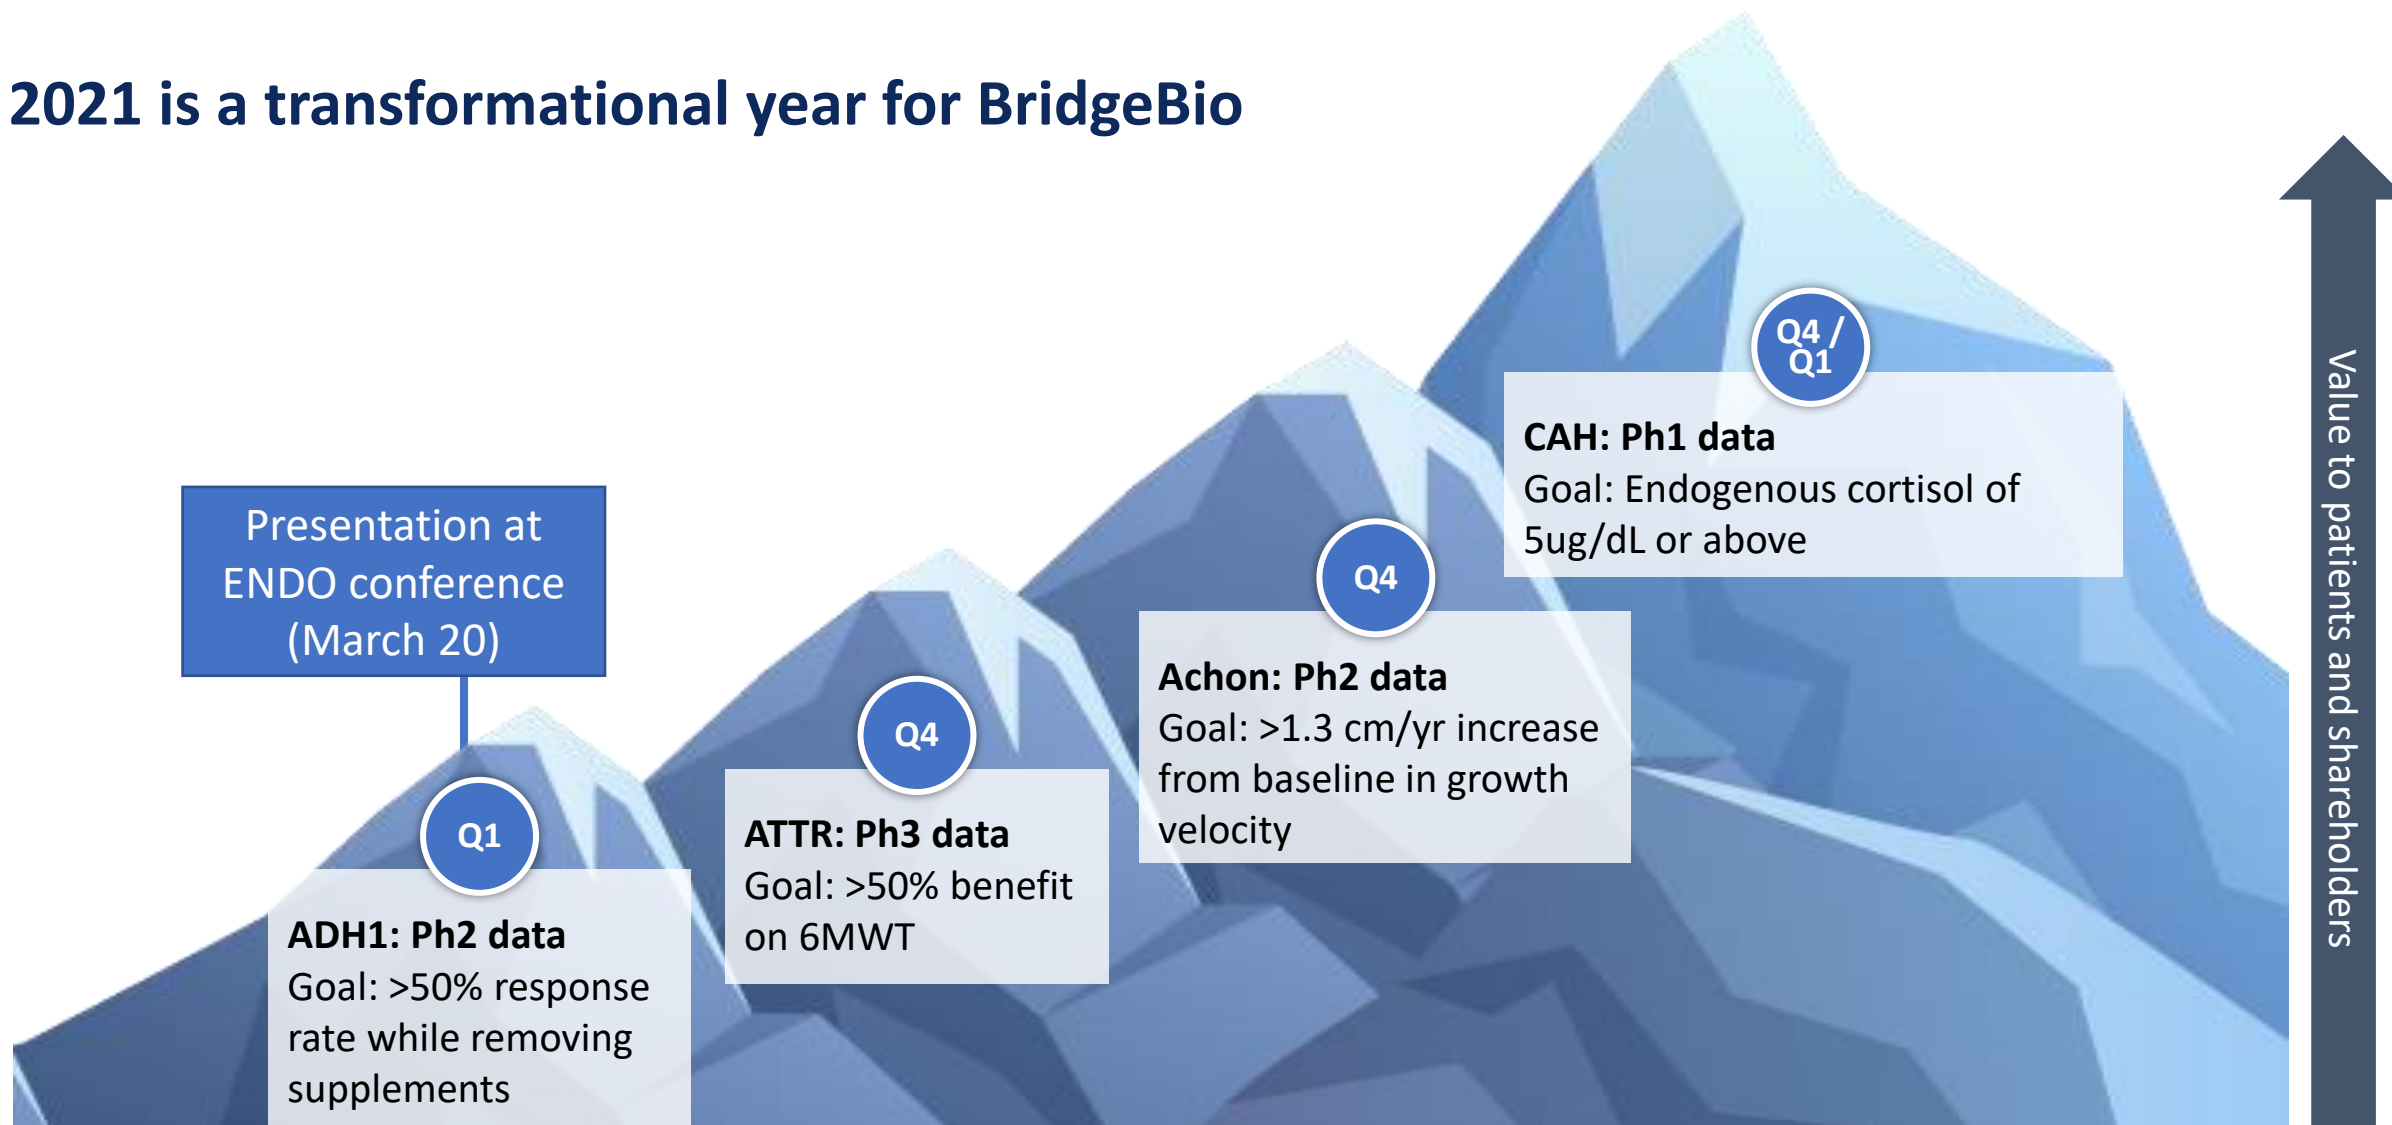 2021 is a transformational year for BridgeBio
Presentation at
ENDO conference
(March 20)
Q1
ADH1: Ph2 data
Goal: >50% response
rate while removing
supplements
Q4
ATTR: Ph3 data
Goal: >50% benefit
on 6MWT
Q4
Achon: Ph2 data
Goal: >1.3 cm/yr increase
from baseline in growth
velocity
Q4 /
Q1
CAH: Ph1 data
Goal: Endogenous cortisol of
5ug/dL or above
Value to patients and shareholders